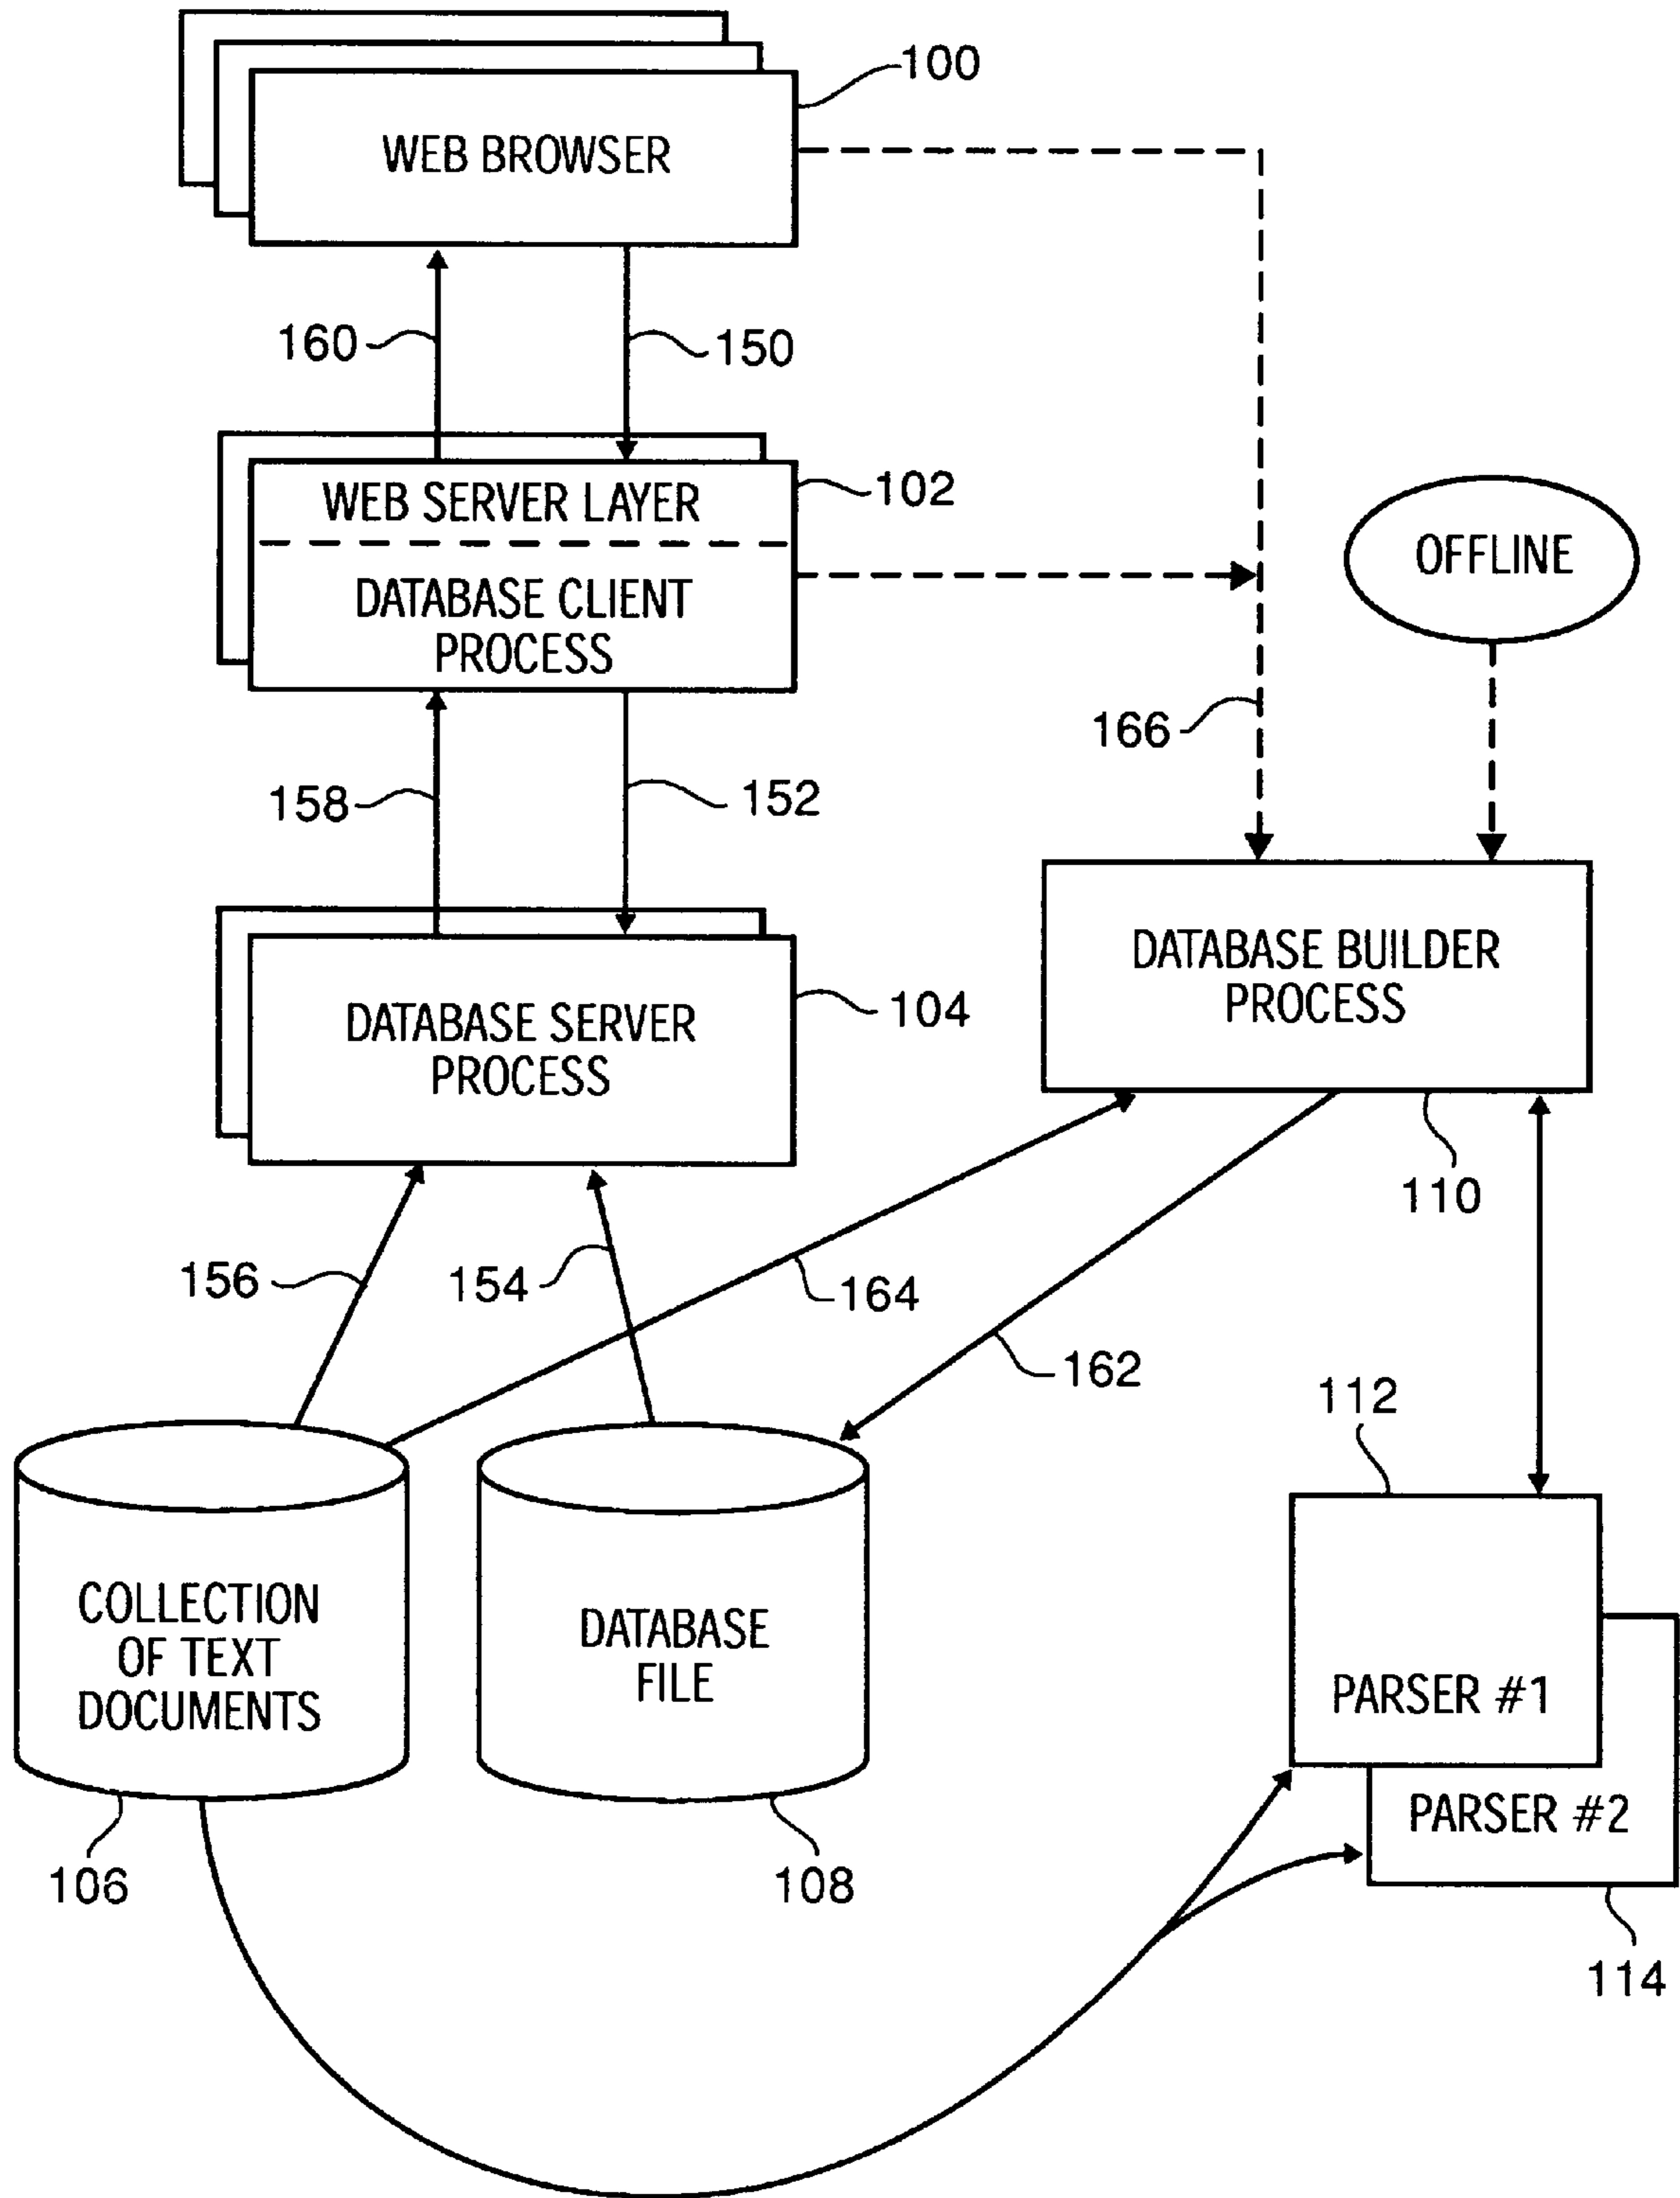 100
WEB BROWSER
160
150
WEB SERVER LAYER
102
DATABASE CLIENT
PROCESS
OFFLINE
166
158
152
DATABASE SERVER
PROCESS
104
DATABASE BUILDER
PROCESS
110
156
154
164
162
112
COLLECTION
OF TEXT
DOCUMENTS
DATABASE
FILE
PARSER #1
PARSER #2
106
108
114